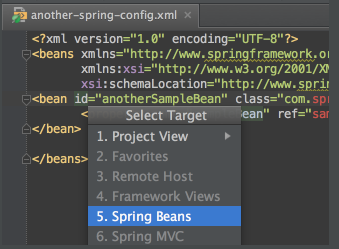 another-spring-config.xml
<?xml version="1.0" encoding="UTF-8"?>
<beans xmlns="http://www.springframework.o
xmlns:xsi="http://www.w3.org/2001/XM
xsi:schemaLocation="http://www.sprin
<bean id="anotherSampleBean" class="com.spr
ean" ref="sam
</bean>
</beans>
Select Target
1. Project View
2. Favorites
3. Remote Host
4. Framework Views
5. Spring Beans
6. Spring MVC